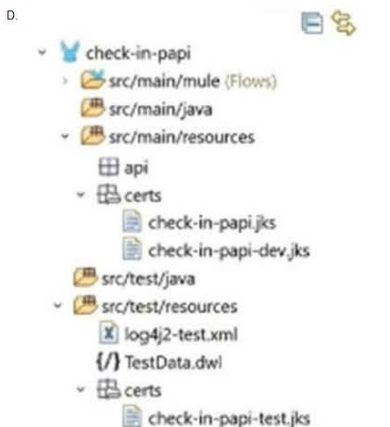 D.
check-in-papi
src/main/mule (Flows)
src/main/java
src/main/resources
api
certs
check-in-papi.jks
check-in-papi-dev.jks
src/test/java
src/test/resources
log4j2-test.xml
{/} TestData.dwl
certs
check-in-papi-test.jks